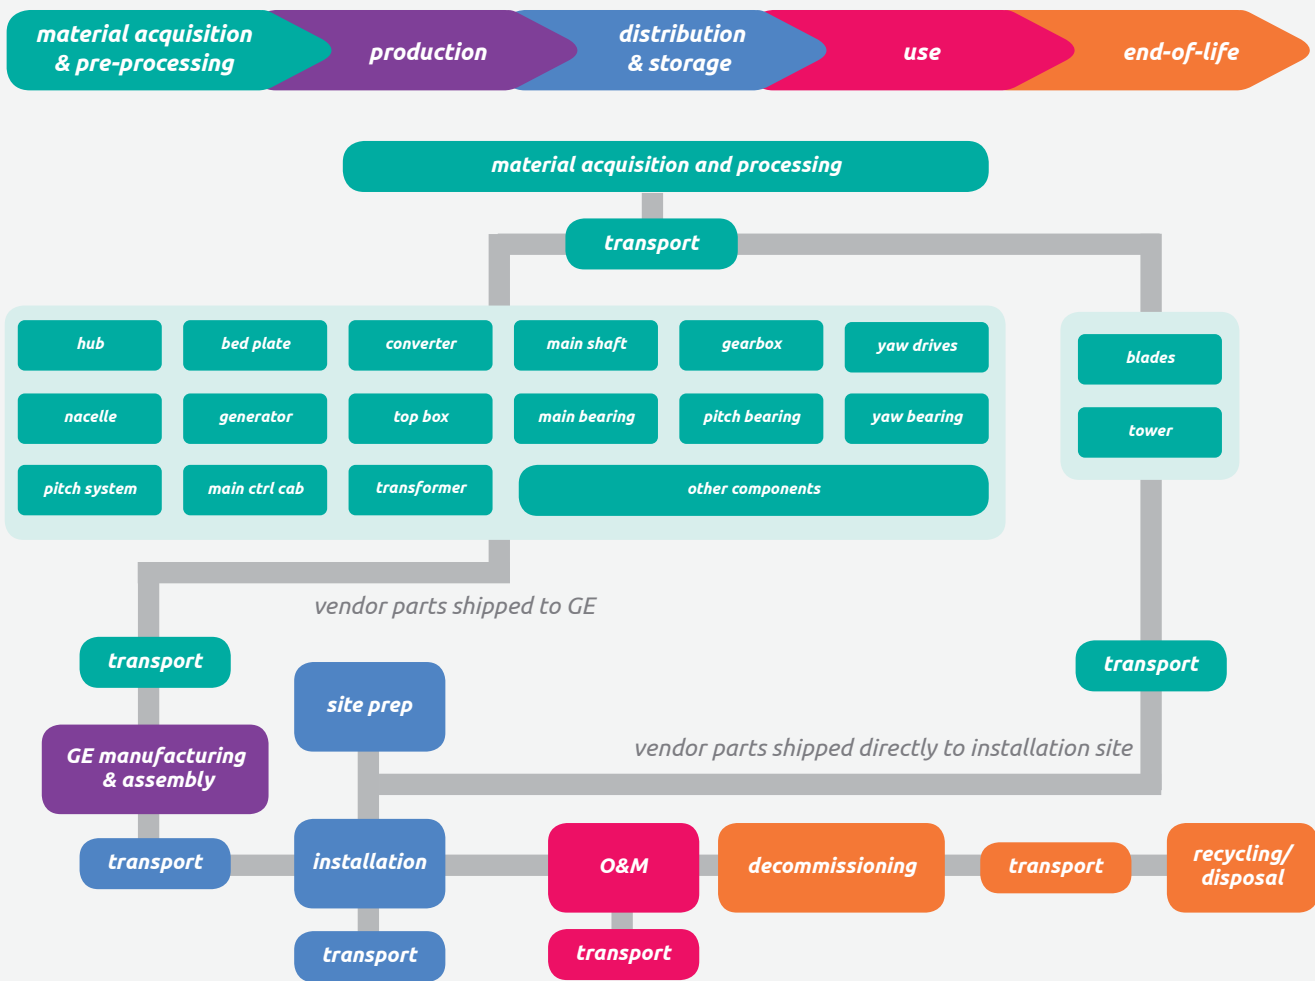 material acquisition
& pre-processing
production
distribution
& storage
use
end-of-life
material acquisition and processing
transport
hub
bed plate
converter
main shaft
gearbox
yaw drives
blades
nacelle
generator
top box
main bearing
pitch bearing
yaw bearing
tower
pitch system
main ctrl cab
transformer
other components
vendor parts shipped to GE
transport
transport
site prep
GE manufacturing
& assembly
vendor parts shipped directly to installation site
transport
installation
O&M
decommissioning
transport
recycling/
disposal
transport
transport